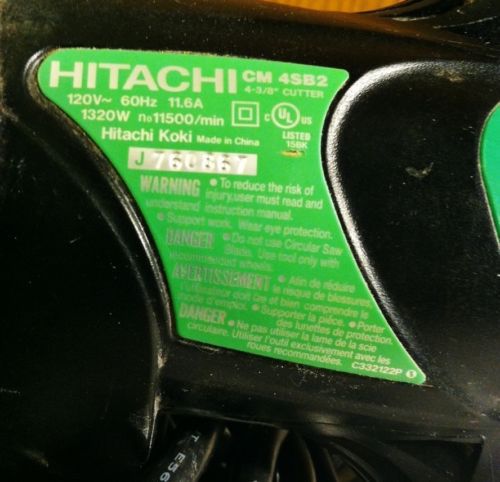 HITACHI CM 4SB2
4-3/8" CUTTER
120V~ 60Hz 11.6A
1320W no11500/min
c UL US
LISTED
15BK
Hitachi Koki Made in China
J 760867
WARNING • To reduce the risk of
injury,user must read and
understand instruction manual.
• Support work. Wear eye protection.
DANGER • Do not use Circular Saw
Blade. Use tool only with
recommended wheels.
AVERTISSEMENT • Afin de réduire
le risque de blessures,
l'utilisateur doit lire et bien comprendre le
mode d'emploi. • Supporter la pièce. • Porter
des lunettes de protection.
DANGER • Ne pas utiliser la lame de la scie
circulaire. Utiliser l'outil exclusivement avec les
roues recommandées.
C332122P S
T E56